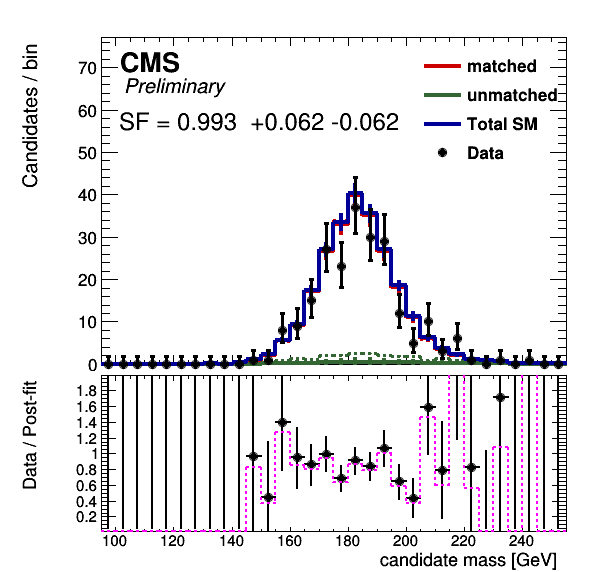 CMS
Preliminary
SF = 0.993 +0.062 -0.062
matched
unmatched
Total SM
Data
Candidates / bin
70
60
50
40
30
20
10
0
Data / Post-fit
1.8
1.6
1.4
1.2
1
0.8
0.6
0.4
0.2
100 120 140 160 180 200 220 240
candidate mass [GeV]